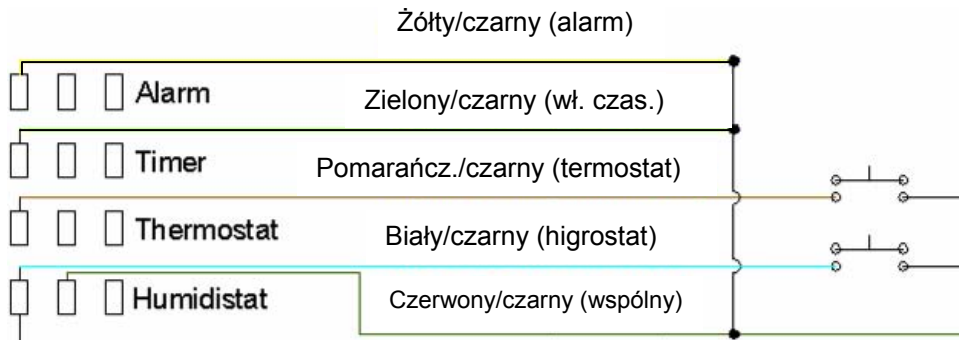 Żółty/czarny (alarm)
Alarm
Zielony/czarny (wł. czas.)
Timer
Pomarańcz./czarny (termostat)
Thermostat
Biały/czarny (higrostat)
Humidistat
Czerwony/czarny (wspólny)